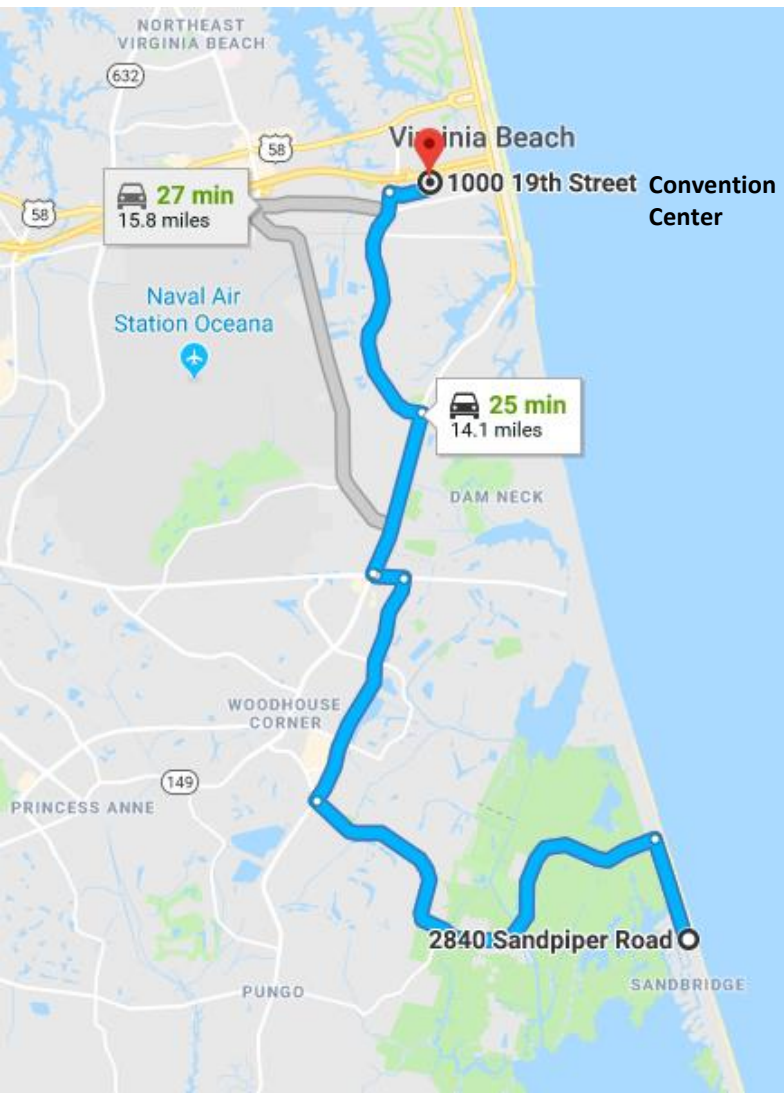 NORTHEAST
VIRGINIA BEACH
632
58
Virginia Beach
1000 19th Street
Convention
Center
27 min
15.8 miles
58
Naval Air
Station Oceana
25 min
14.1 miles
DAM NECK
WOODHOUSE
CORNER
149
PRINCESS ANNE
2840 Sandpiper Road
SANDBRIDGE
PUNGO